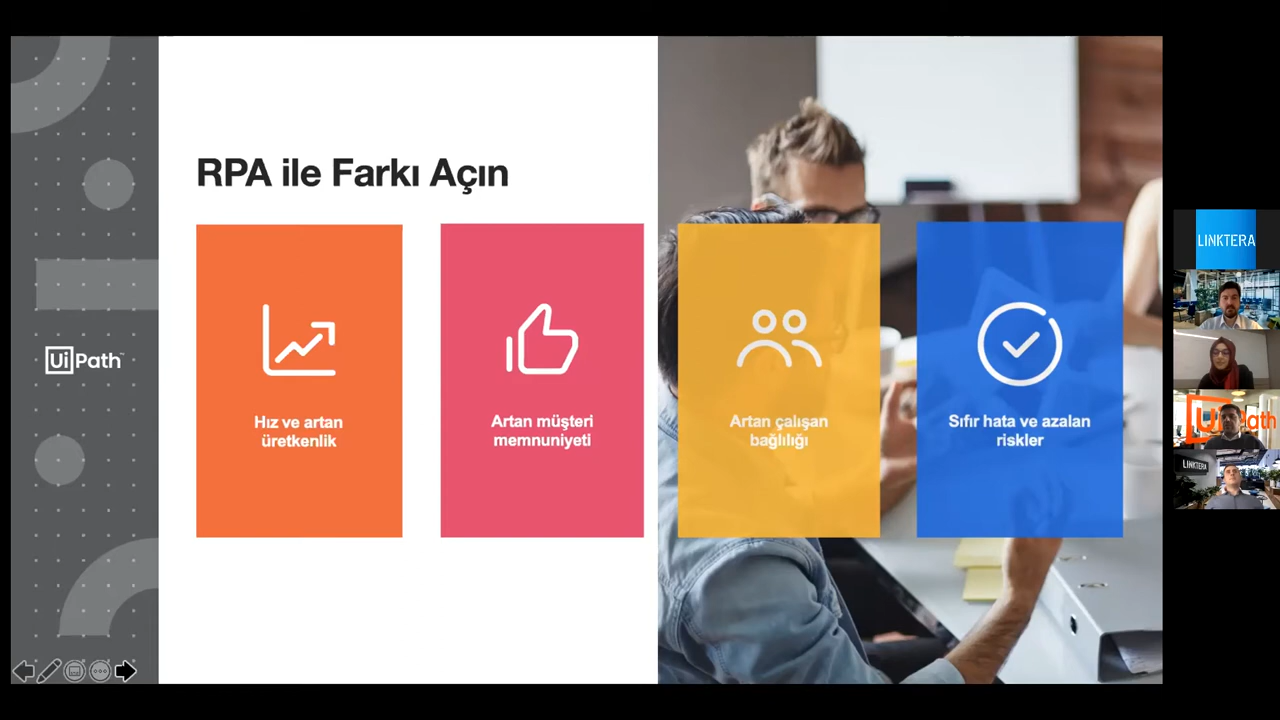 RPA ile Farkı Açın
UiPath
Hız ve artan
üretkenlik
Artan müşteri
memnuniyeti
Artan çalışan
bağlılığı
Sıfır hata ve azalan
riskler
LINKTERA
UiPath
LINKTERA